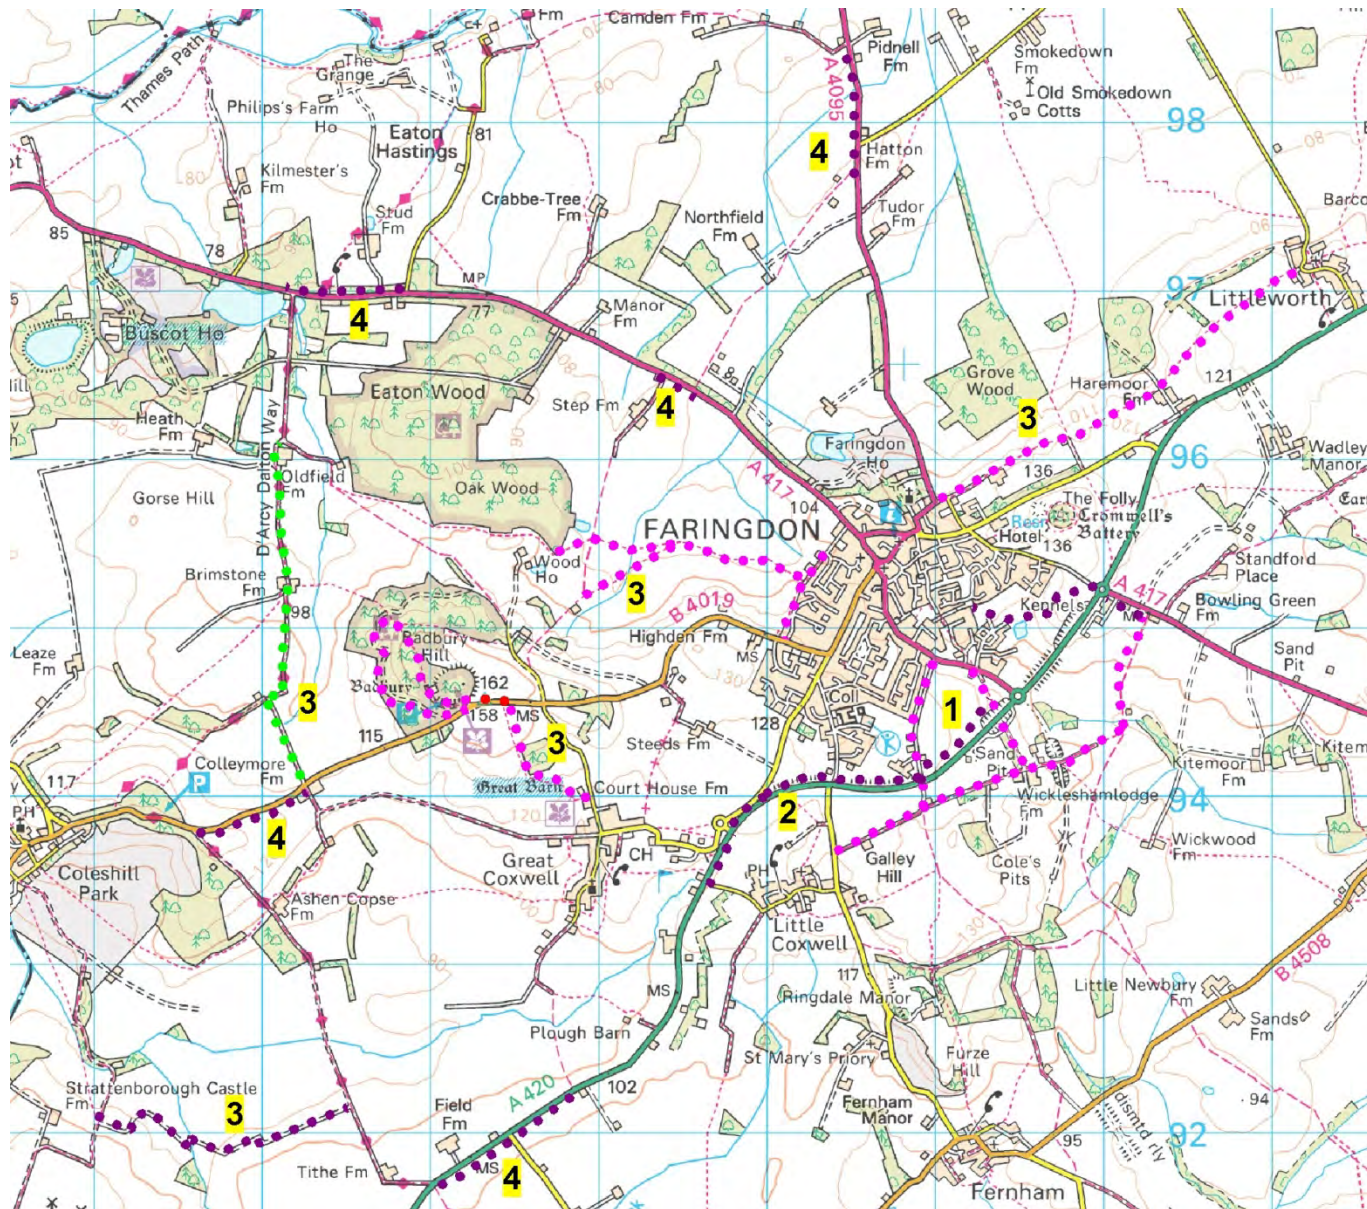 Fm
Camden Fm
Pidnell
Fm
Smokedown
Fm
Old Smokedown
Cotts
Thames Path
The
Grange
A 4095
Philips's Farm
Ho
Eaton
Hastings
81
98
4
Hatton
Fm
Kilmester's
Fm
Crabbe-Tree
Fm
Northfield
Fm
Tudor
Fm
Stud
Fm
85
78
MP
97
Littleworth
Buscot Ho
4
77
Manor
Fm
Eaton Wood
Step Fm
4
Grove
Wood
Haremoor
Fm
121
3
Heath
Fm
D'Arcy Dalton Way
Oldfield
Fm
Faringdon
Ho
Wadley
Manor
96
Gorse Hill
Oak Wood
A 417
104
136
The Folly
Cromwell's
Battery
FARINGDON
Hotel
136
Wood
Ho
Standford
Place
Brimstone
Fm
98
3
B 4019
Kennels
A 417
Bowling Green
Fm
Badbury
Hill
Highden Fm
MS
130
Sand
Pit
Leaze
Fm
3
162
158
MS
Coll
1
128
115
3
Steeds Fm
Sand
Pit
Colleymore
Fm
P
Great Barn
Court House Fm
Kitemoor
Fm
117
120
2
94
Wickleshamlodge
Fm
PH
4
Wickwood
Fm
Great
Coxwell
CH
PH
Galley
Hill
Cole's
Pits
Coleshill
Park
Ashen Copse
Fm
Little
Coxwell
130
B 4508
117
MS
Ringdale Manor
Little Newbury
Fm
Plough Barn
Sands
Fm
St Mary's Priory
Furze
Hill
Strattenborough Castle
Fm
A 420
102
3
Field
Fm
Fernham
Manor
94
dismtd rly
92
95
Tithe Fm
MS
4
Fernham